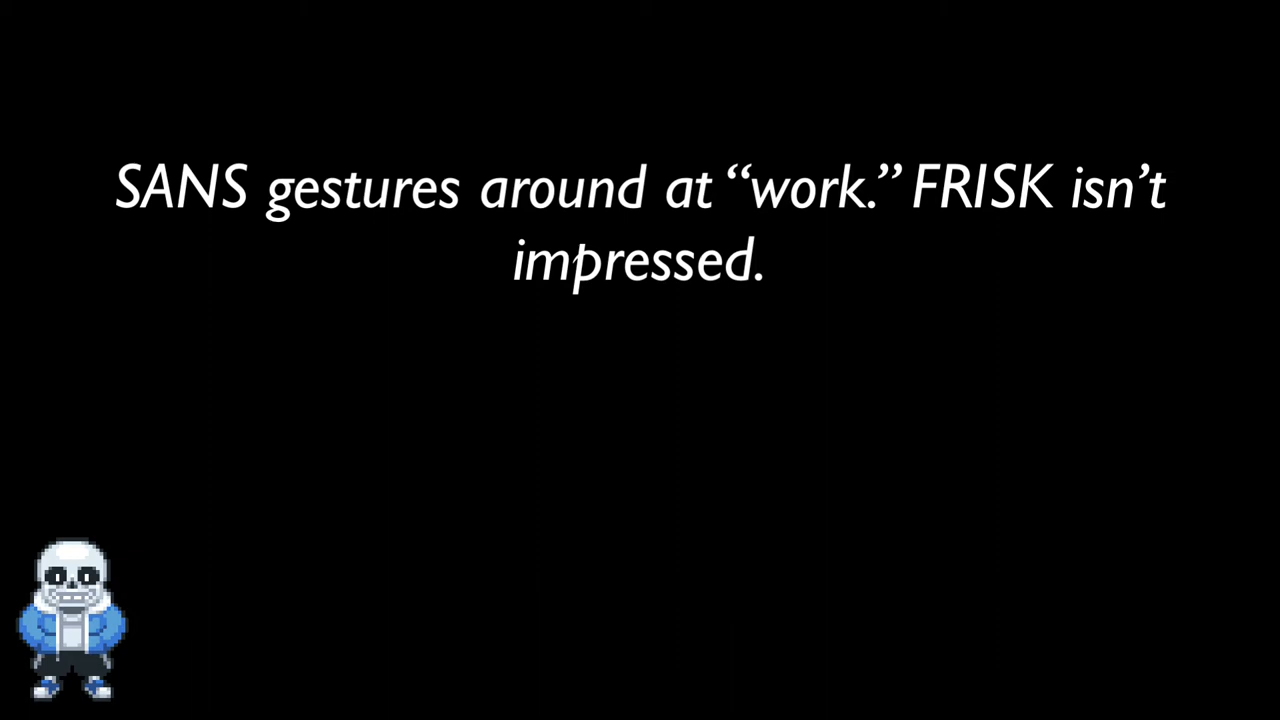 SANS gestures around at “work.” FRISK isn’t
impressed.